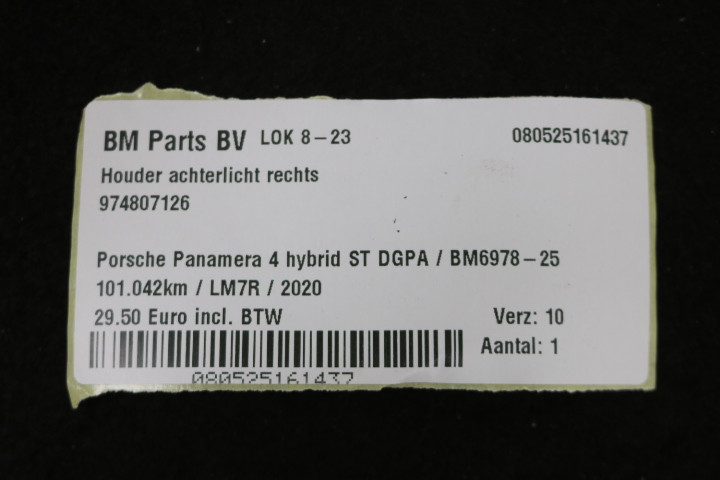 BM Parts BV LOK 8-23 080525161437
Houder achterlicht rechts
974807126
Porsche Panamera 4 hybrid ST DGPA / BM6978-25
101.042km / LM7R / 2020
29.50 Euro incl. BTW Verz: 10
Aantal: 1
080525161437